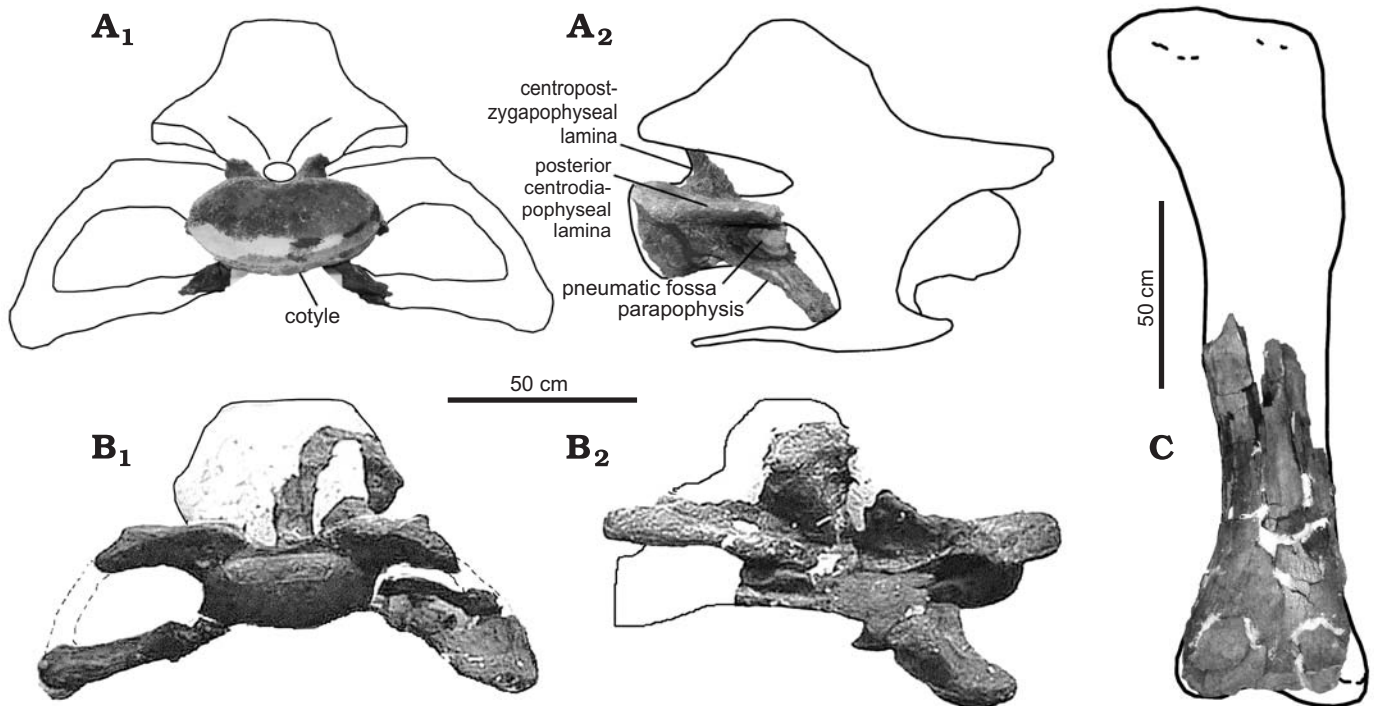 A1
A2
centropost-
zygapophyseal
lamina
posterior
centrodia-
pophyseal
lamina
pneumatic fossa
parapophysis
cotyle
50 cm
50 cm
B1
B2
C